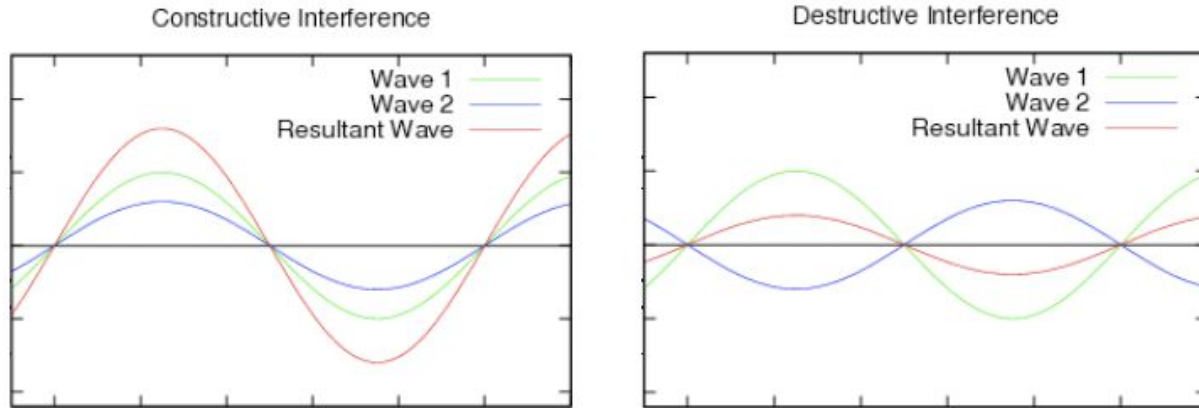 Constructive Interference
Wave 1
Wave 2
Resultant Wave
Destructive Interference
Wave 1
Wave 2
Resultant Wave